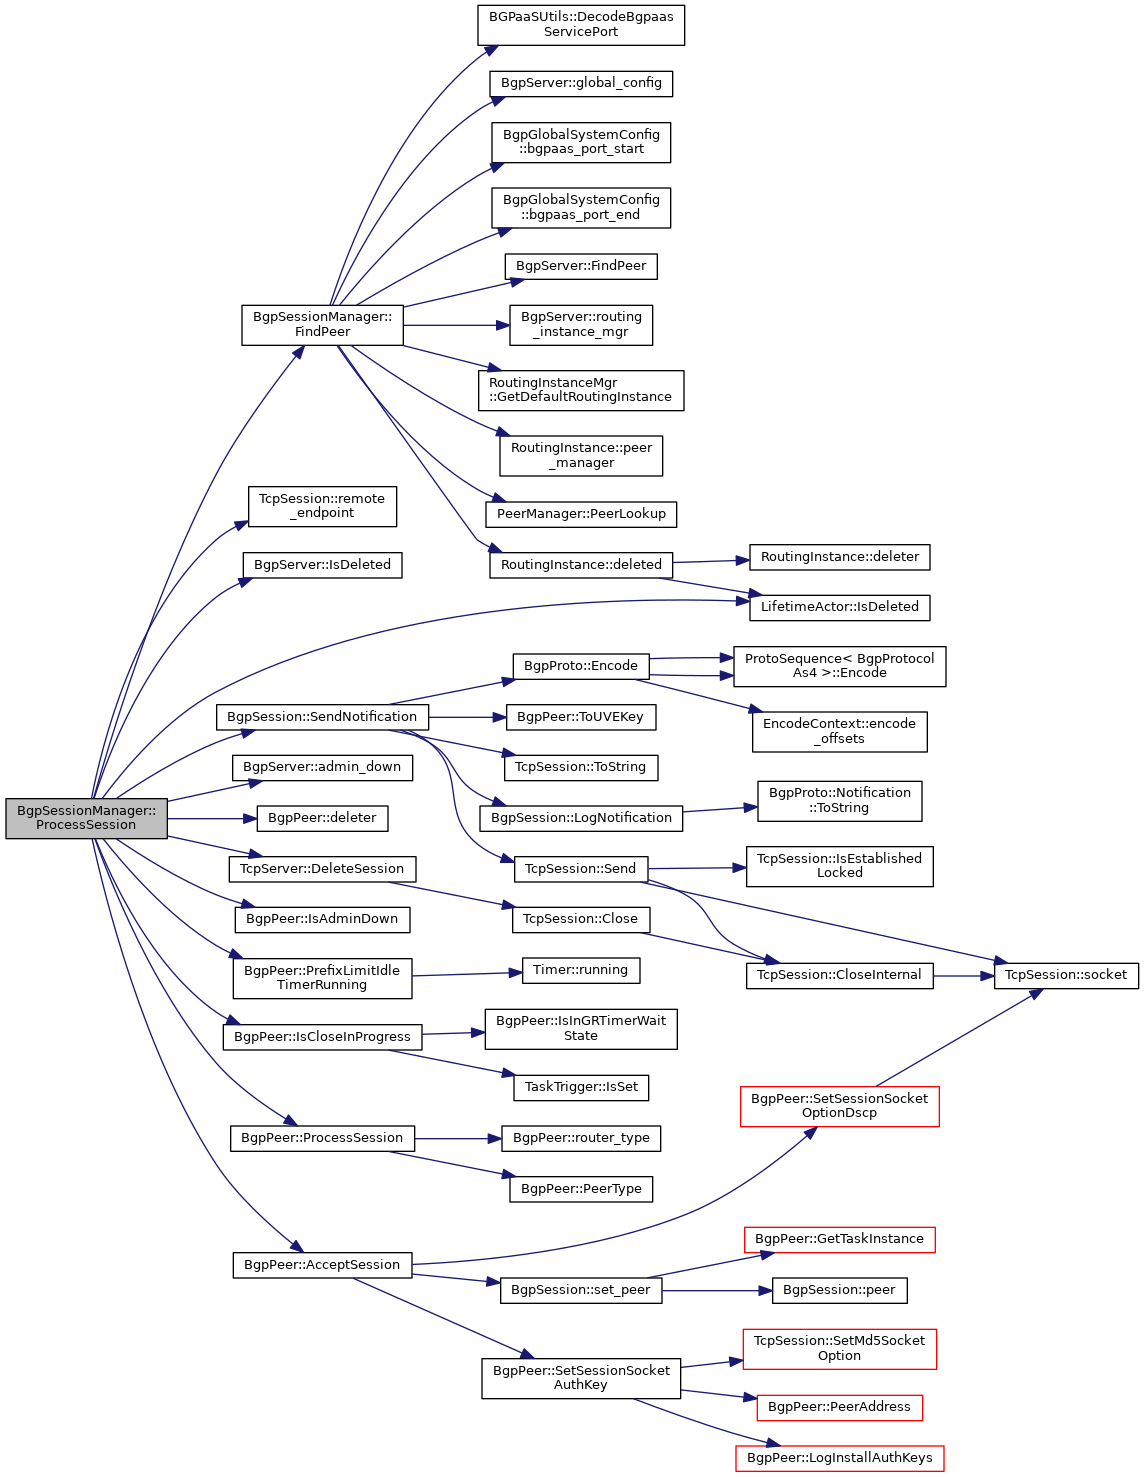 BGPaaSUtils::DecodeBgpaas
ServicePort
BgpServer::global_config
BgpGlobalSystemConfig
::bgpaas_port_start
BgpGlobalSystemConfig
::bgpaas_port_end
BgpServer::FindPeer
BgpSessionManager::
FindPeer
BgpServer::routing
_instance_mgr
RoutingInstanceMgr
::GetDefaultRoutingInstance
RoutingInstance::peer
_manager
TcpSession::remote
_endpoint
PeerManager::PeerLookup
BgpServer::IsDeleted
RoutingInstance::deleted
RoutingInstance::deleter
LifetimeActor::IsDeleted
BgpProto::Encode
ProtoSequence< BgpProtocol
As4 >::Encode
BgpSession::SendNotification
BgpPeer::ToUVEKey
EncodeContext::encode
_offsets
BgpServer::admin_down
TcpSession::ToString
BgpSessionManager::
ProcessSession
BgpPeer::deleter
BgpSession::LogNotification
BgpProto::Notification
::ToString
TcpServer::DeleteSession
TcpSession::Send
TcpSession::IsEstablished
Locked
BgpPeer::IsAdminDown
TcpSession::Close
BgpPeer::PrefixLimitIdle
TimerRunning
Timer::running
TcpSession::CloseInternal
TcpSession::socket
BgpPeer::IsCloseInProgress
BgpPeer::IsInGRTimerWait
State
TaskTrigger::IsSet
BgpPeer::SetSessionSocket
OptionDscp
BgpPeer::ProcessSession
BgpPeer::router_type
BgpPeer::PeerType
BgpPeer::AcceptSession
BgpPeer::GetTaskInstance
BgpSession::set_peer
BgpSession::peer
BgpPeer::SetSessionSocket
AuthKey
TcpSession::SetMd5Socket
Option
BgpPeer::PeerAddress
BgpPeer::LogInstallAuthKeys